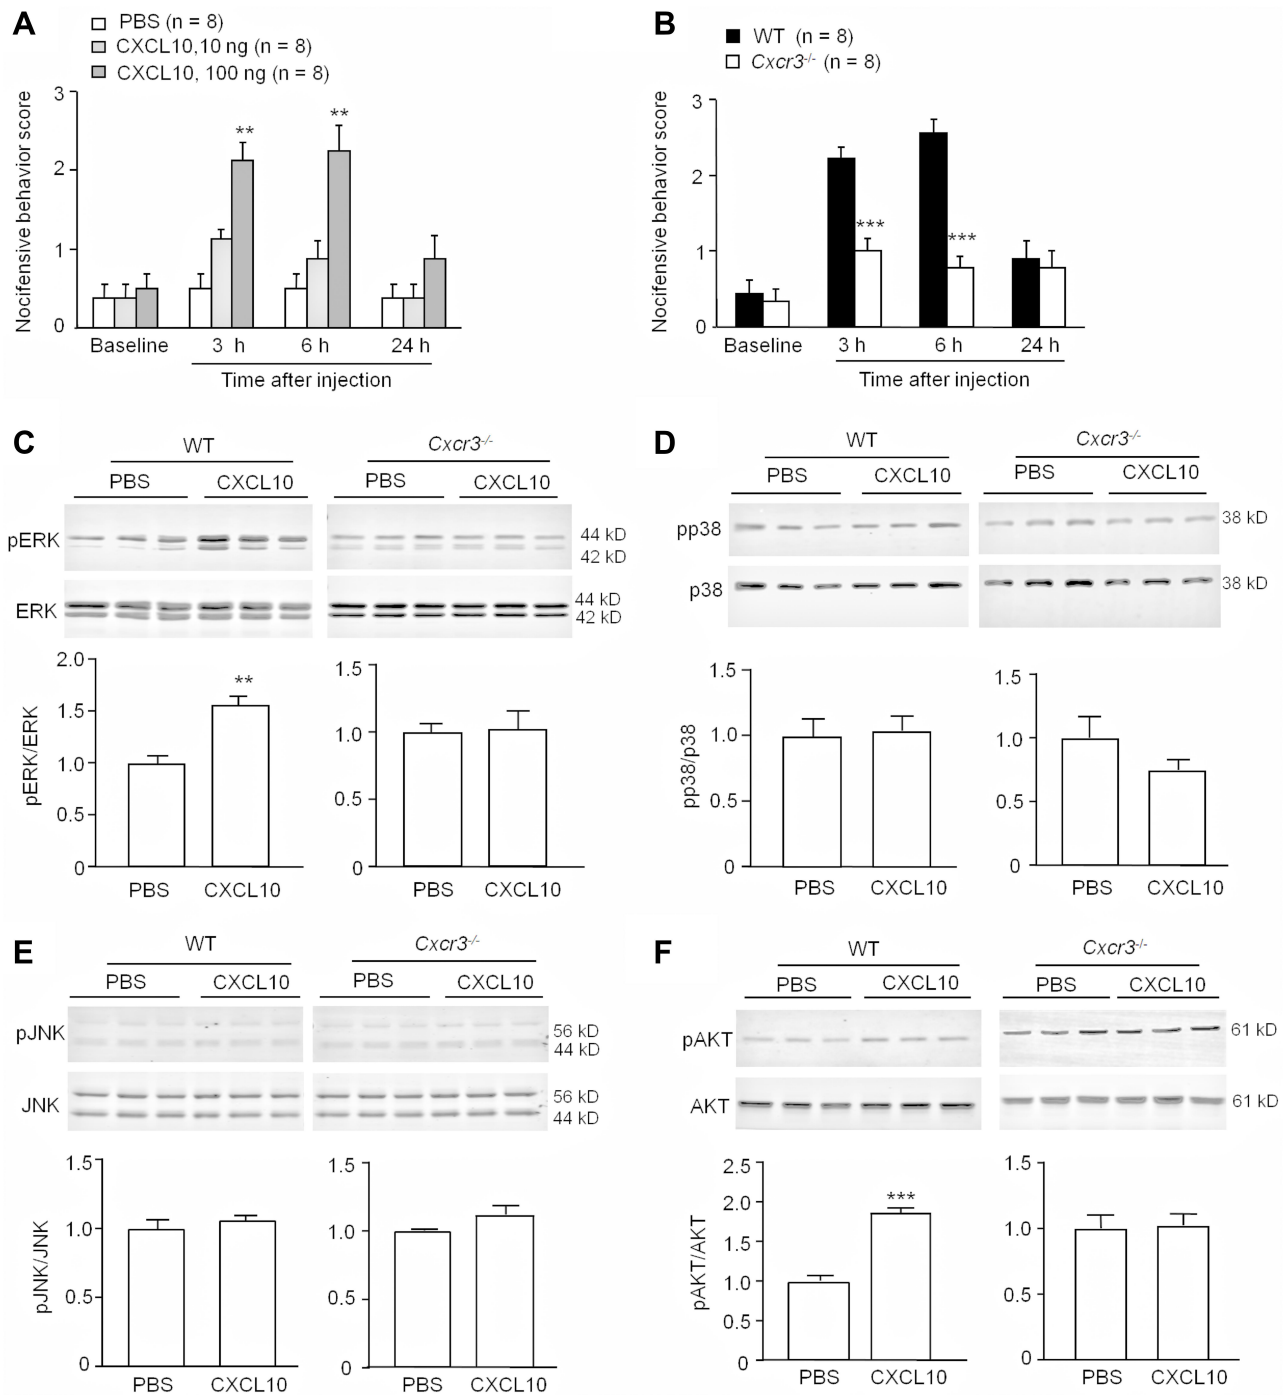 A
PBS (n = 8)
CXCL10,10 ng (n = 8)
CXCL10, 100 ng (n = 8)
Nocifensive behavior score
3
2
1
0
** **
Baseline 3 h 6 h 24 h
Time after injection
B
WT (n = 8)
Cxcr3-/- (n = 8)
Nocifensive behavior score
3
2
1
0
*** ***
Baseline 3 h 6 h 24 h
Time after injection
C
WT Cxcr3-/-
PBS CXCL10 PBS CXCL10
pERK 44 kD
42 kD
ERK 44 kD
42 kD
pERK/ERK
2.0
1.5
1.0
0.5
0
**
PBS CXCL10
1.5
1.0
0.5
0
PBS CXCL10
D
WT Cxcr3-/-
PBS CXCL10 PBS CXCL10
pp38 38 kD
p38 38 kD
pp38/p38
1.5
1.0
0.5
0
PBS CXCL10
1.5
1.0
0.5
0
PBS CXCL10
E
WT Cxcr3-/-
PBS CXCL10 PBS CXCL10
pJNK 56 kD
44 kD
JNK 56 kD
44 kD
pJNK/JNK
1.5
1.0
0.5
0
PBS CXCL10
1.5
1.0
0.5
0
PBS CXCL10
F
WT Cxcr3-/-
PBS CXCL10 PBS CXCL10
pAKT 61 kD
AKT 61 kD
pAKT/AKT
2.5
2.0
1.5
1.0
0.5
0
***
PBS CXCL10
1.5
1.0
0.5
0
PBS CXCL10